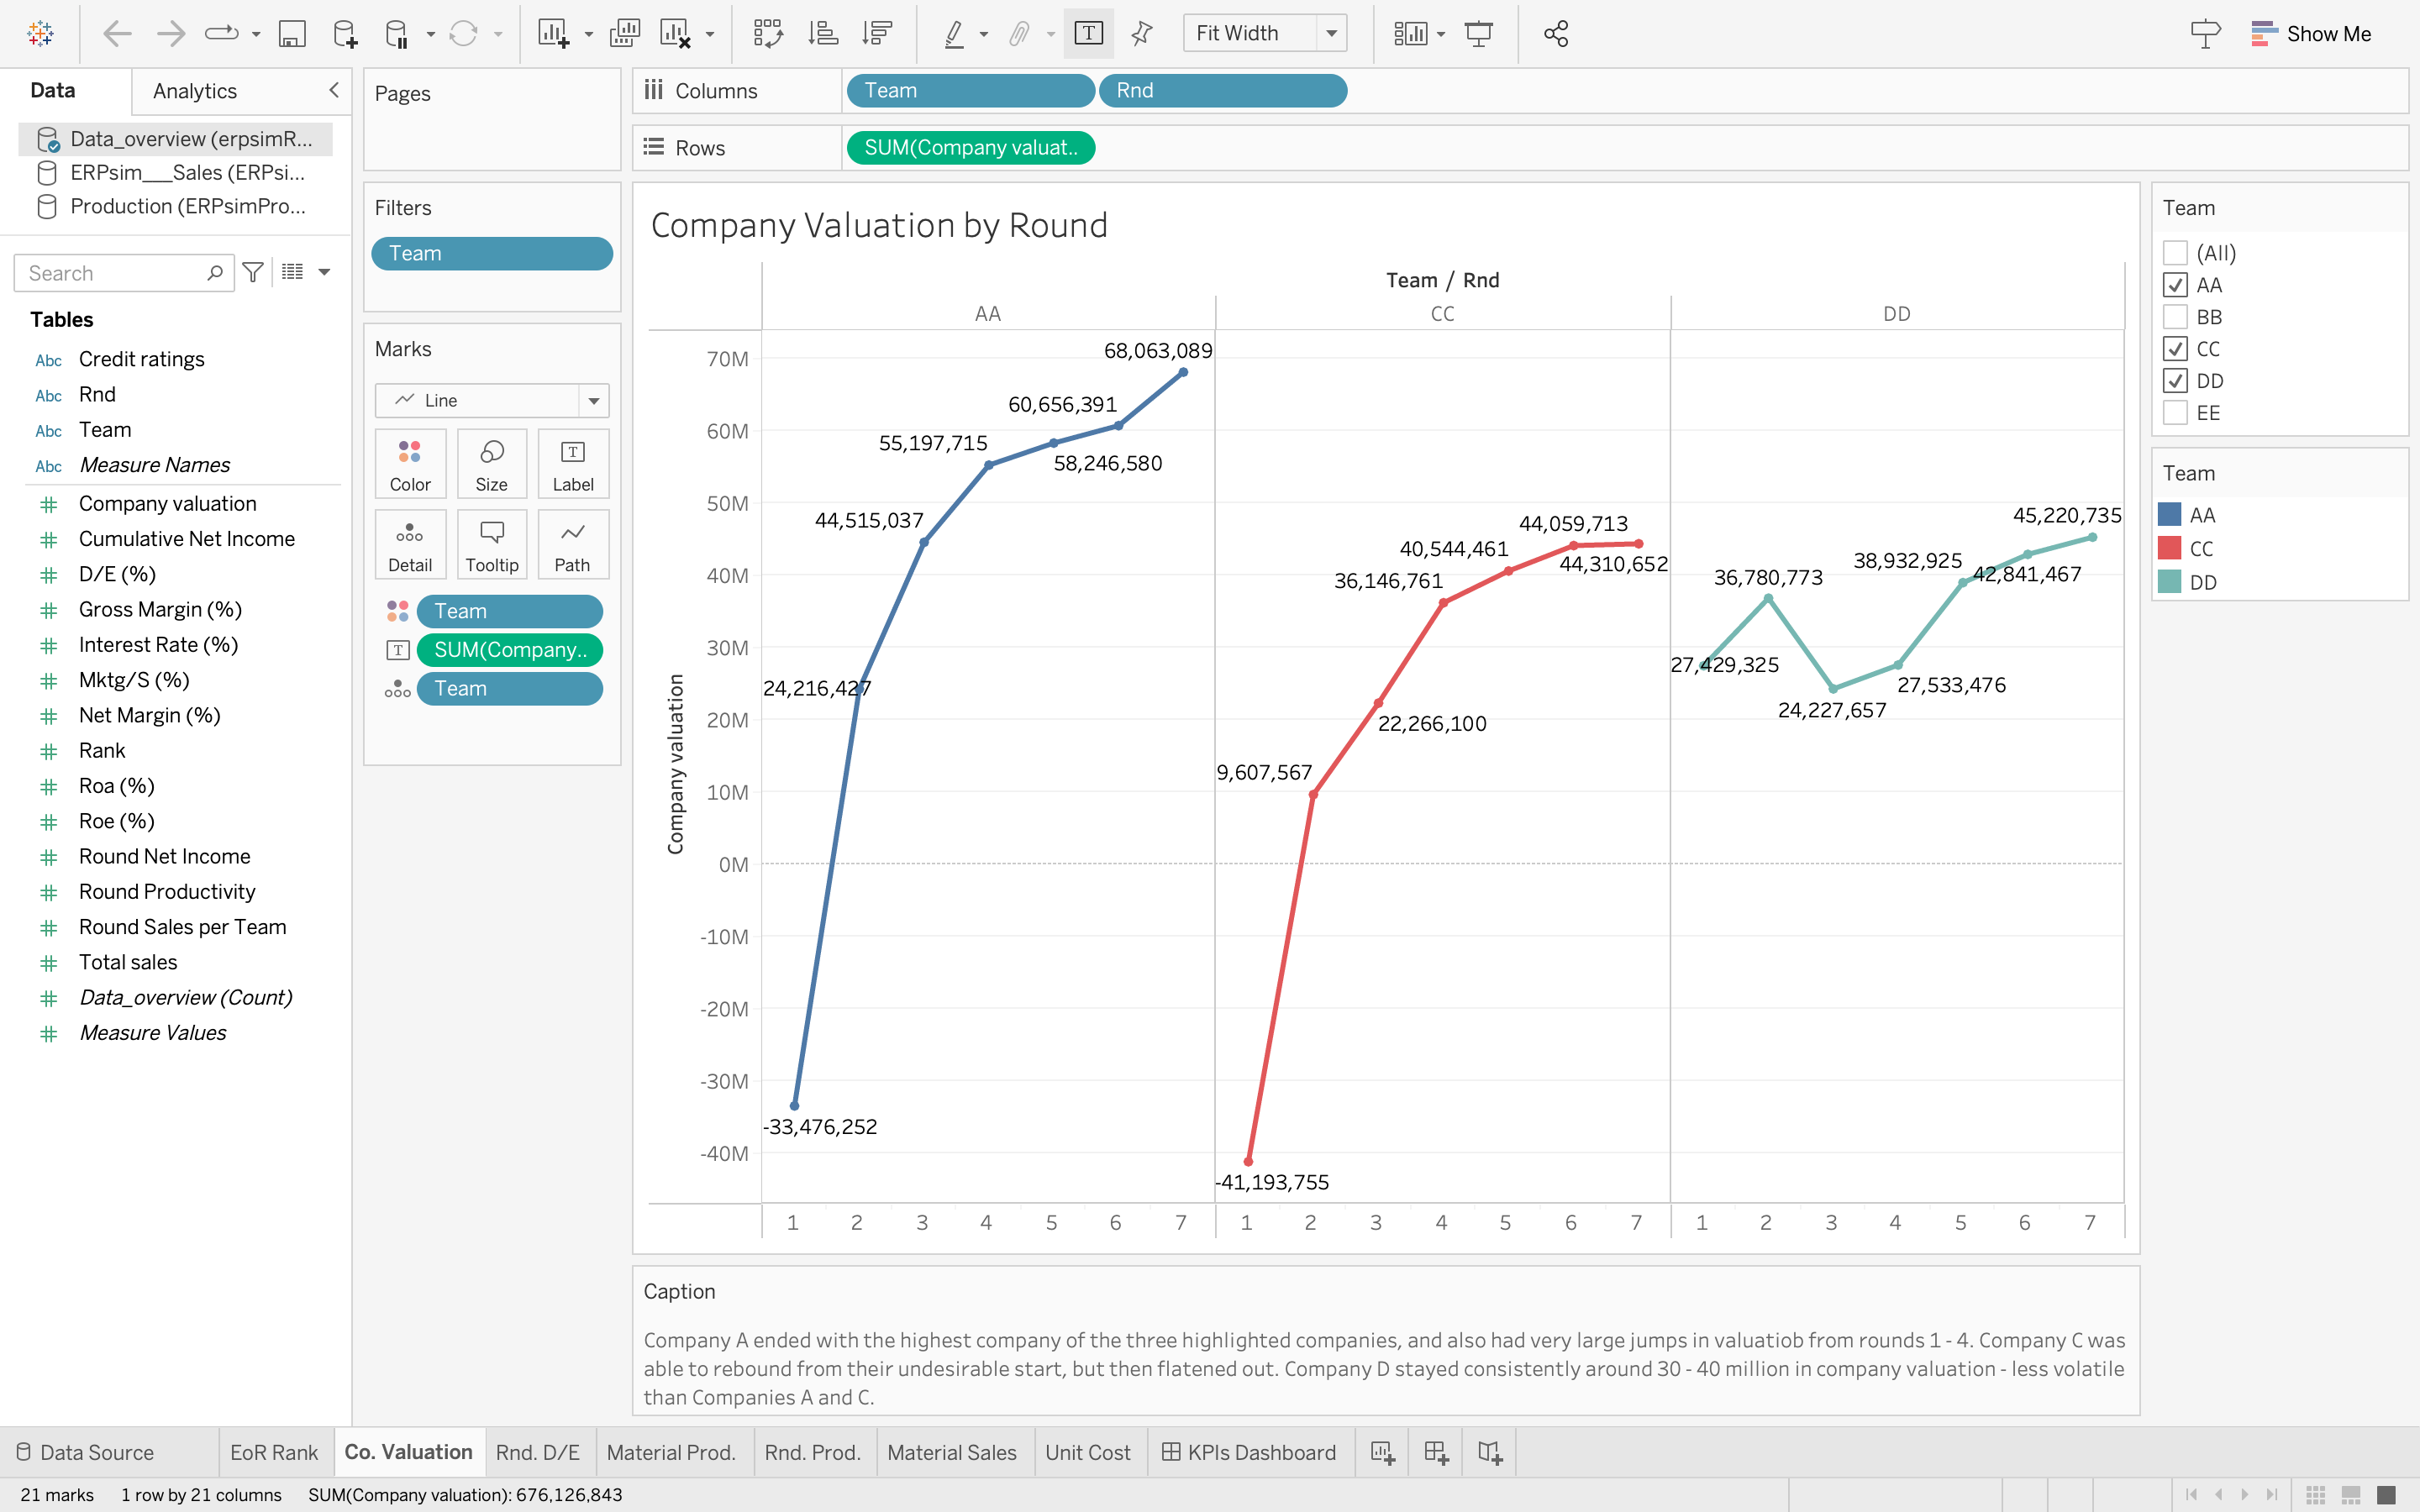 Fit Width
Show Me
Data
Analytics
Data_overview (erpsimR...
ERPsim___Sales (ERPsi...
Production (ERPsimPro...
Search
Tables
Abc Credit ratings
Abc Rnd
Abc Team
Abc Measure Names
Company valuation
Cumulative Net Income
D/E (%)
Gross Margin (%)
Interest Rate (%)
Mktg/S (%)
Net Margin (%)
Rank
Roa (%)
Roe (%)
Round Net Income
Round Productivity
Round Sales per Team
Total sales
Data_overview (Count)
Measure Values
Pages
Filters
Team
Marks
Line
Color Size T Label
Detail Tooltip Path
Team
T SUM(Company..
Team
Columns Team Rnd
Rows SUM(Company valuat..
Company Valuation by Round
Team / Rnd
AA CC DD
Company valuation
70M
60M
50M
40M
30M
20M
10M
0M
-10M
-20M
-30M
-40M
68,063,089
60,656,391
55,197,715
58,246,580
44,515,037
24,216,427
-33,476,252
44,059,713
40,544,461
44,310,652
36,146,761
22,266,100
9,607,567
-41,193,755
45,220,735
38,932,925
42,841,467
36,780,773
27,429,325
27,533,476
24,227,657
1 2 3 4 5 6 7 1 2 3 4 5 6 7 1 2 3 4 5 6 7
Caption
Company A ended with the highest company of the three highlighted companies, and also had very large jumps in valuatiob from rounds 1 - 4. Company C was
able to rebound from their undesirable start, but then flatened out. Company D stayed consistently around 30 - 40 million in company valuation - less volatile
than Companies A and C.
Team
(All)
AA
BB
CC
DD
EE
Team
AA
CC
DD
Data Source EoR Rank Co. Valuation Rnd. D/E Material Prod. Rnd. Prod. Material Sales Unit Cost KPIs Dashboard
21 marks 1 row by 21 columns SUM(Company valuation): 676,126,843